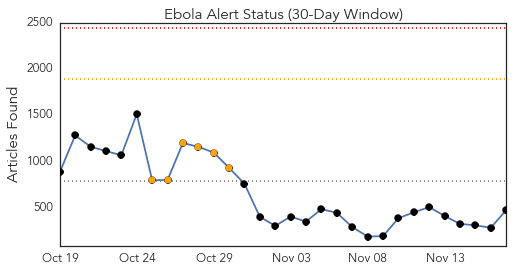 Ebola Alert Status (30-Day Window)
Articles Found
2500
2000
1500
1000
500
Oct 19
Oct 24
Oct 29
Nov 03
Nov 08
Nov 13